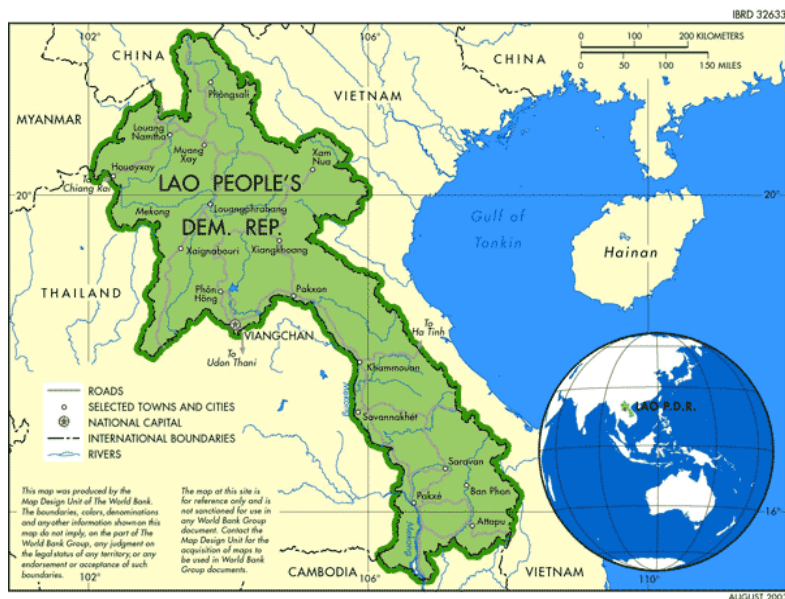 IBRD 32633
102°
106°
CHINA
CHINA
0 100 200 KILOMETERS
0 50 100 150 MILES
VIETNAM
MYANMAR
Phôngsali
Louang
Namtha
Muang
Xay
Xam
Nua
Houayxay
To
Chiang Rai
LAO PEOPLE'S
20°
20°
Mekong
Louangphrabang
DEM. REP.
Gulf of
Tonkin
Hainan
Xaignabouri
Xiangkhoang
THAILAND
Phôn
Hông
Pakxan
VIANGCHAN
To
Ha Tinh
To
Udon Thani
Khammouan
Mekong
Savannakhét
LAO P.D.R.
ROADS
SELECTED TOWNS AND CITIES
NATIONAL CAPITAL
INTERNATIONAL BOUNDARIES
RIVERS
Saravan
Ban Phon
Pakxé
Attapu
16°
Mekong
This map was produced by the
Map Design Unit of The World Bank.
The boundaries, colors, denominations
and any other information shown on this
map do not imply, on the part of The
World Bank Group, any judgment on
the legal status of any territory, or any
endorsement or acceptance of such
boundaries.
The map at this site is
for reference only and is
not sanctioned for use in
any World Bank Group
document. Contact the
Map Design Unit for the
acquisition of maps to
be used in World Bank
Group documents.
CAMBODIA
VIETNAM
102°
106°
110°